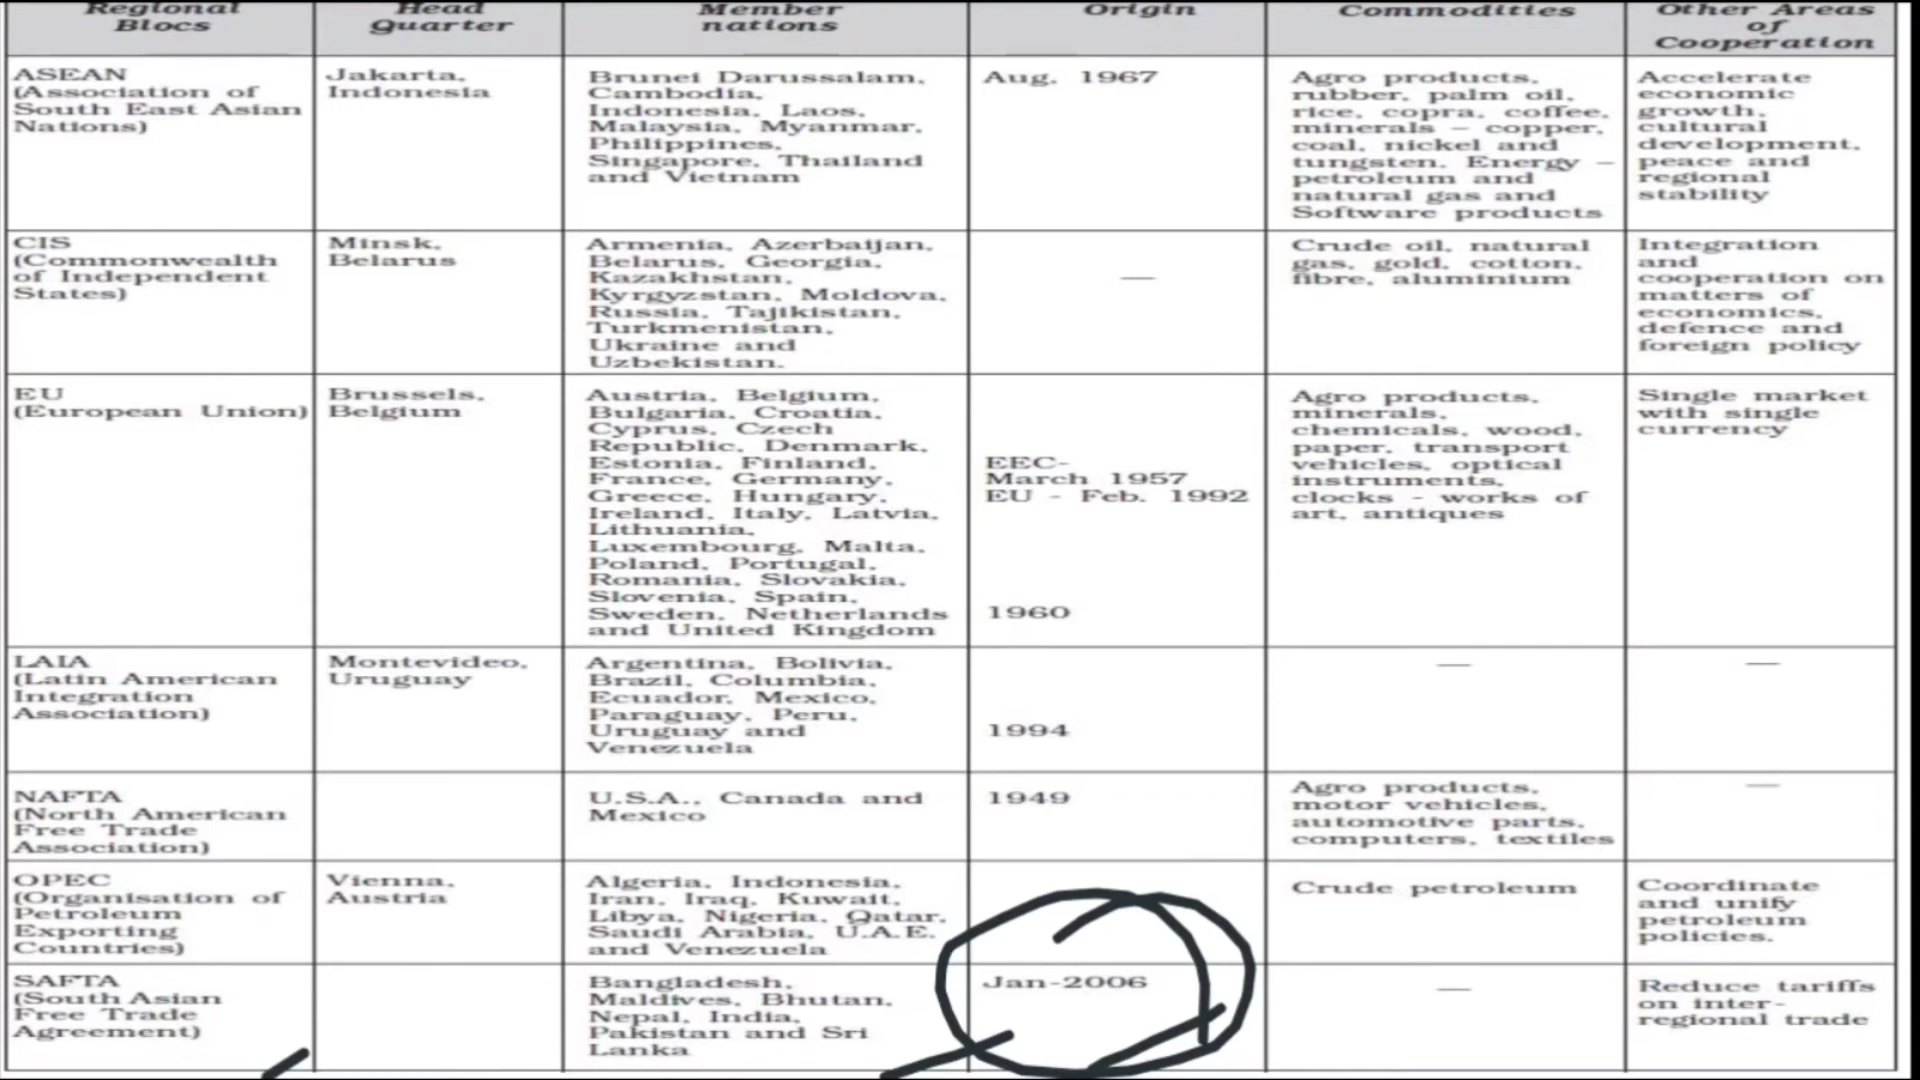 Regional
Blocs
Head
Quarter
Member
nations
Origin
Commodities
Other Areas
of
Cooperation
ASEAN
(Association of
South East Asian
Nations)
Jakarta,
Indonesia
Brunei Darussalam,
Cambodia,
Indonesia, Laos,
Malaysia, Myanmar,
Philippines,
Singapore, Thailand
and Vietnam
Aug, 1967
Agro products,
rubber, palm oil,
rice, copra, coffee,
minerals – copper,
coal, nickel and
tungsten, Energy –
petroleum and
natural gas and
Software products
Accelerate
economic
growth,
cultural
development,
peace and
regional
stability
CIS
(Commonwealth
of Independent
States)
Minsk,
Belarus
Armenia, Azerbaijan,
Belarus, Georgia,
Kazakhstan,
Kyrgyzstan, Moldova,
Russia, Tajikistan,
Turkmenistan,
Ukraine and
Uzbekistan.
—
Crude oil, natural
gas, gold, cotton,
fibre, aluminium
Integration
and
cooperation on
matters of
economics,
defence and
foreign policy
EU
(European Union)
Brussels,
Belgium
Austria, Belgium,
Bulgaria, Croatia,
Cyprus, Czech
Republic, Denmark,
Estonia, Finland,
France, Germany,
Greece, Hungary,
Ireland, Italy, Latvia,
Lithuania,
Luxembourg, Malta,
Poland, Portugal,
Romania, Slovakia,
Slovenia, Spain,
Sweden, Netherlands
and United Kingdom
EEC-
March 1957
EU - Feb. 1992
1960
Agro products,
minerals,
chemicals, wood,
paper, transport
vehicles, optical
instruments,
clocks - works of
art, antiques
Single market
with single
currency
LAIA
(Latin American
Integration
Association)
Montevideo,
Uruguay
Argentina, Bolivia,
Brazil, Columbia,
Ecuador, Mexico,
Paraguay, Peru,
Uruguay and
Venezuela
1994
—
—
NAFTA
(North American
Free Trade
Association)
U.S.A., Canada and
Mexico
1949
Agro products,
motor vehicles,
automotive parts,
computers, textiles
—
OPEC
(Organisation of
Petroleum
Exporting
Countries)
Vienna,
Austria
Algeria, Indonesia,
Iran, Iraq, Kuwait,
Libya, Nigeria, Qatar,
Saudi Arabia, U.A.E.
and Venezuela
Crude petroleum
Coordinate
and unify
petroleum
policies.
SAFTA
(South Asian
Free Trade
Agreement)
Bangladesh,
Maldives, Bhutan,
Nepal, India,
Pakistan and Sri
Lanka
Jan-2006
—
Reduce tariffs
on inter-
regional trade